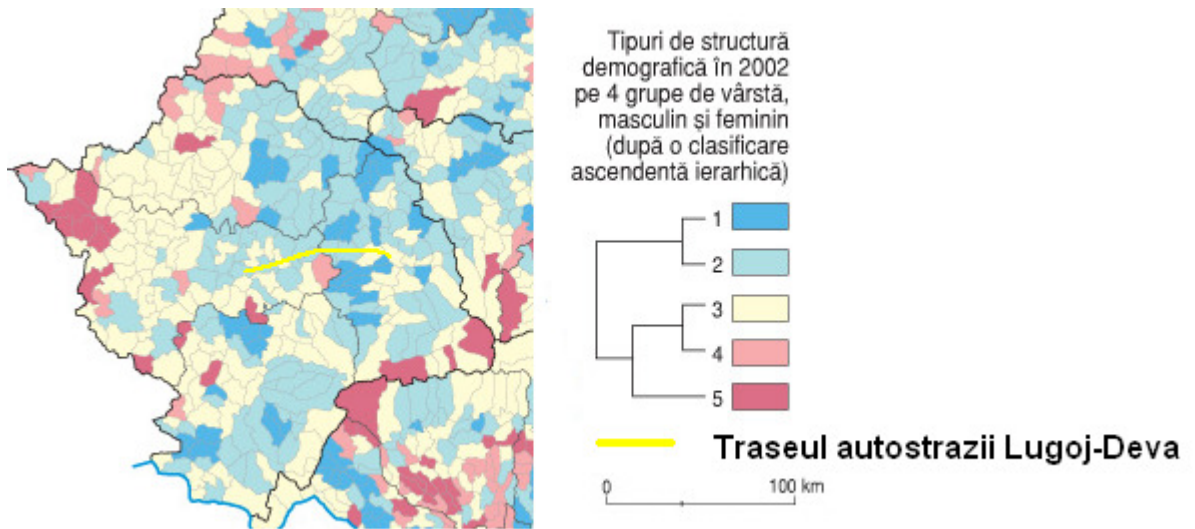 Tipuri de structură
demografică în 2002
pe 4 grupe de vârstă,
masculin și feminin
(după o clasificare
ascendentă ierarhică)
1
2
3
4
5
Traseul autostrazii Lugoj-Deva
0 100 km